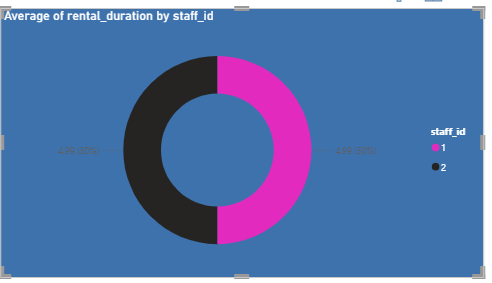 Average of rental_duration by staff_id
staff_id
1
2